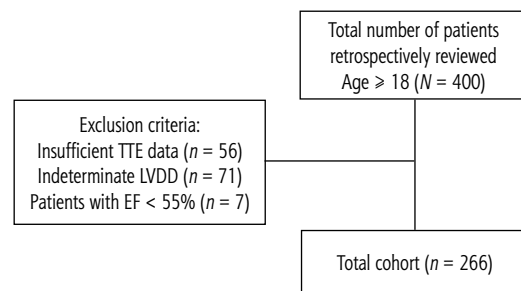 Total number of patients
retrospectively reviewed
Age ⩾ 18 (N = 400)
Exclusion criteria:
Insufficient TTE data (n = 56)
Indeterminate LVDD (n = 71)
Patients with EF < 55% (n = 7)
Total cohort (n = 266)